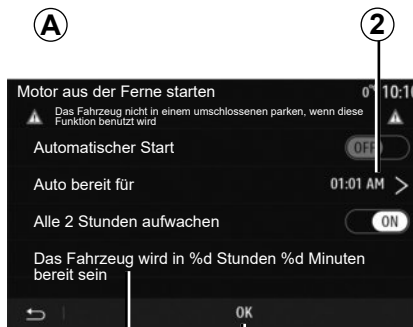 A
2
Motor aus der Ferne starten 0° 10:10
Das Fahrzeug nicht in einem umschlossenen parken, wenn diese
Funktion benutzt wird
Automatischer Start OFF
Auto bereit für 01:01 AM >
Alle 2 Stunden aufwachen ON
Das Fahrzeug wird in %d Stunden %d Minuten
bereit sein
OK